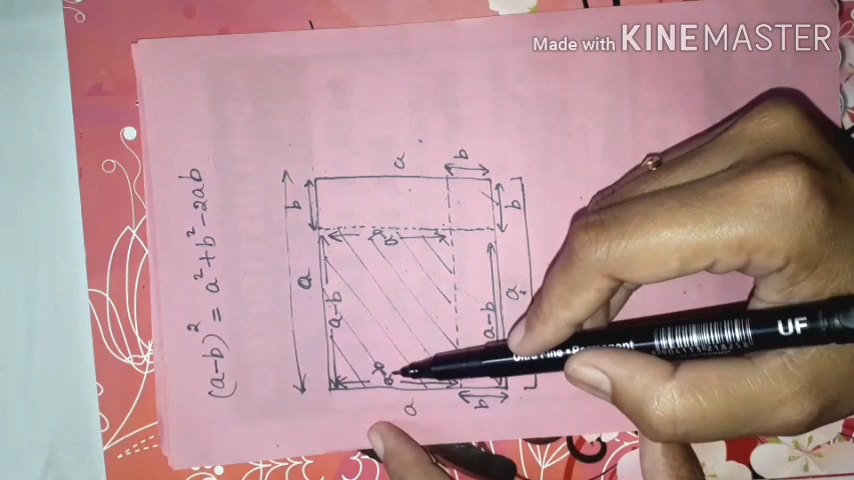 Made with KINEMASTER
(a-b)² = a²+b²-2ab
b
a
a-b
a
b
b
a-b
a
a
b
UF